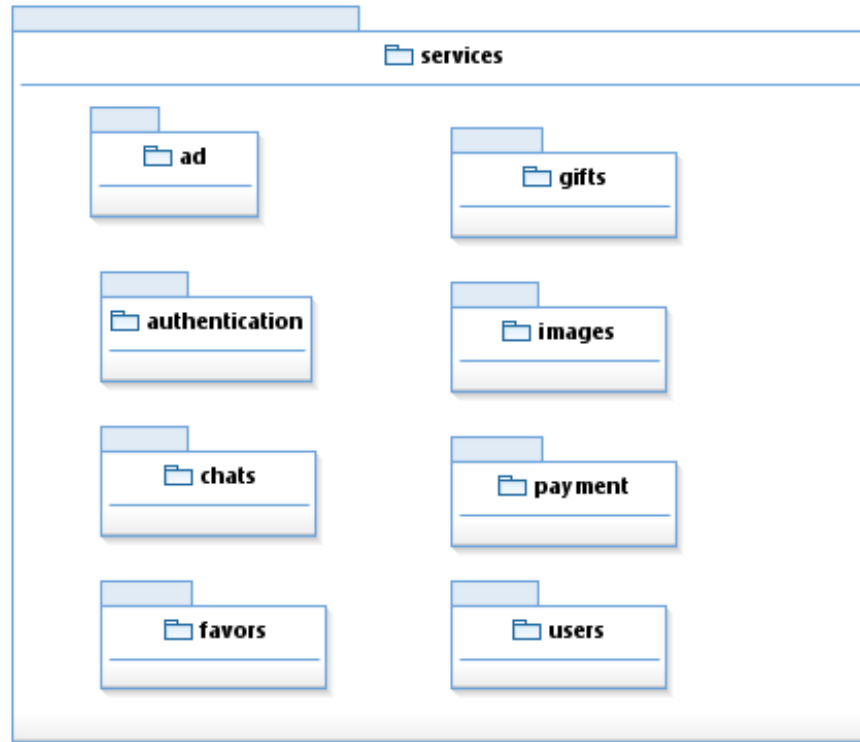 services
ad
gifts
authentication
images
chats
payment
favors
users